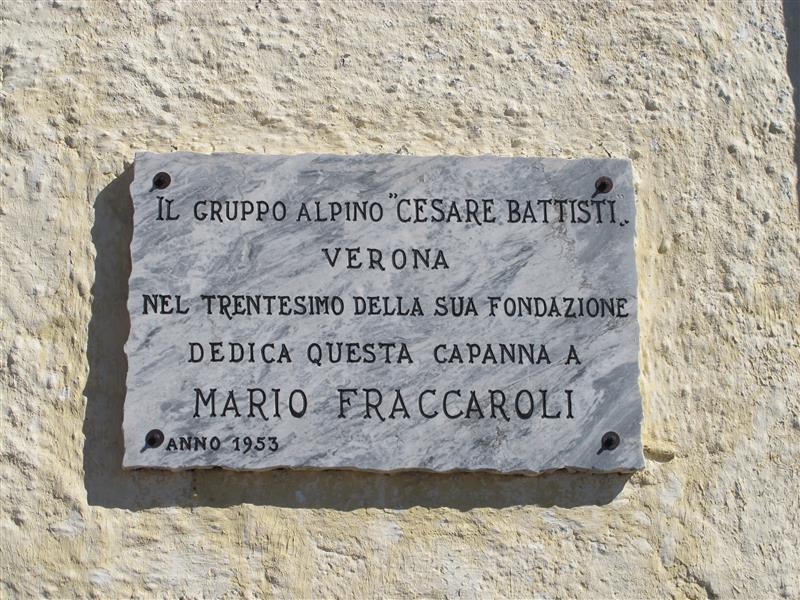 IL GRUPPO ALPINO "CESARE BATTISTI„
VERONA
NEL TRENTESIMO DELLA SUA FONDAZIONE
DEDICA QUESTA CAPANNA A
MARIO FRACCAROLI
ANNO 1953